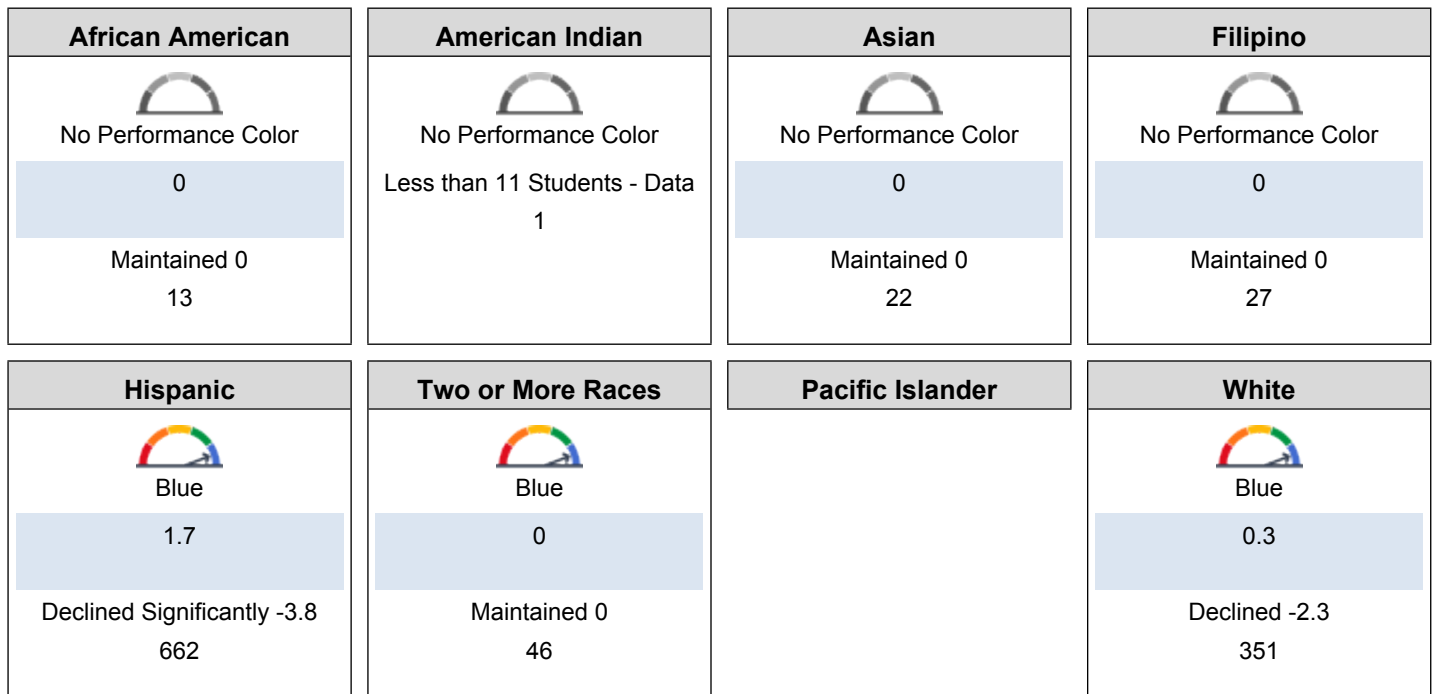 African American
No Performance Color
0
Maintained 0
13
American Indian
No Performance Color
Less than 11 Students - Data
1
Asian
No Performance Color
0
Maintained 0
22
Filipino
No Performance Color
0
Maintained 0
27
Hispanic
Blue
1.7
Declined Significantly -3.8
662
Two or More Races
Blue
0
Maintained 0
46
Pacific Islander
White
Blue
0.3
Declined -2.3
351